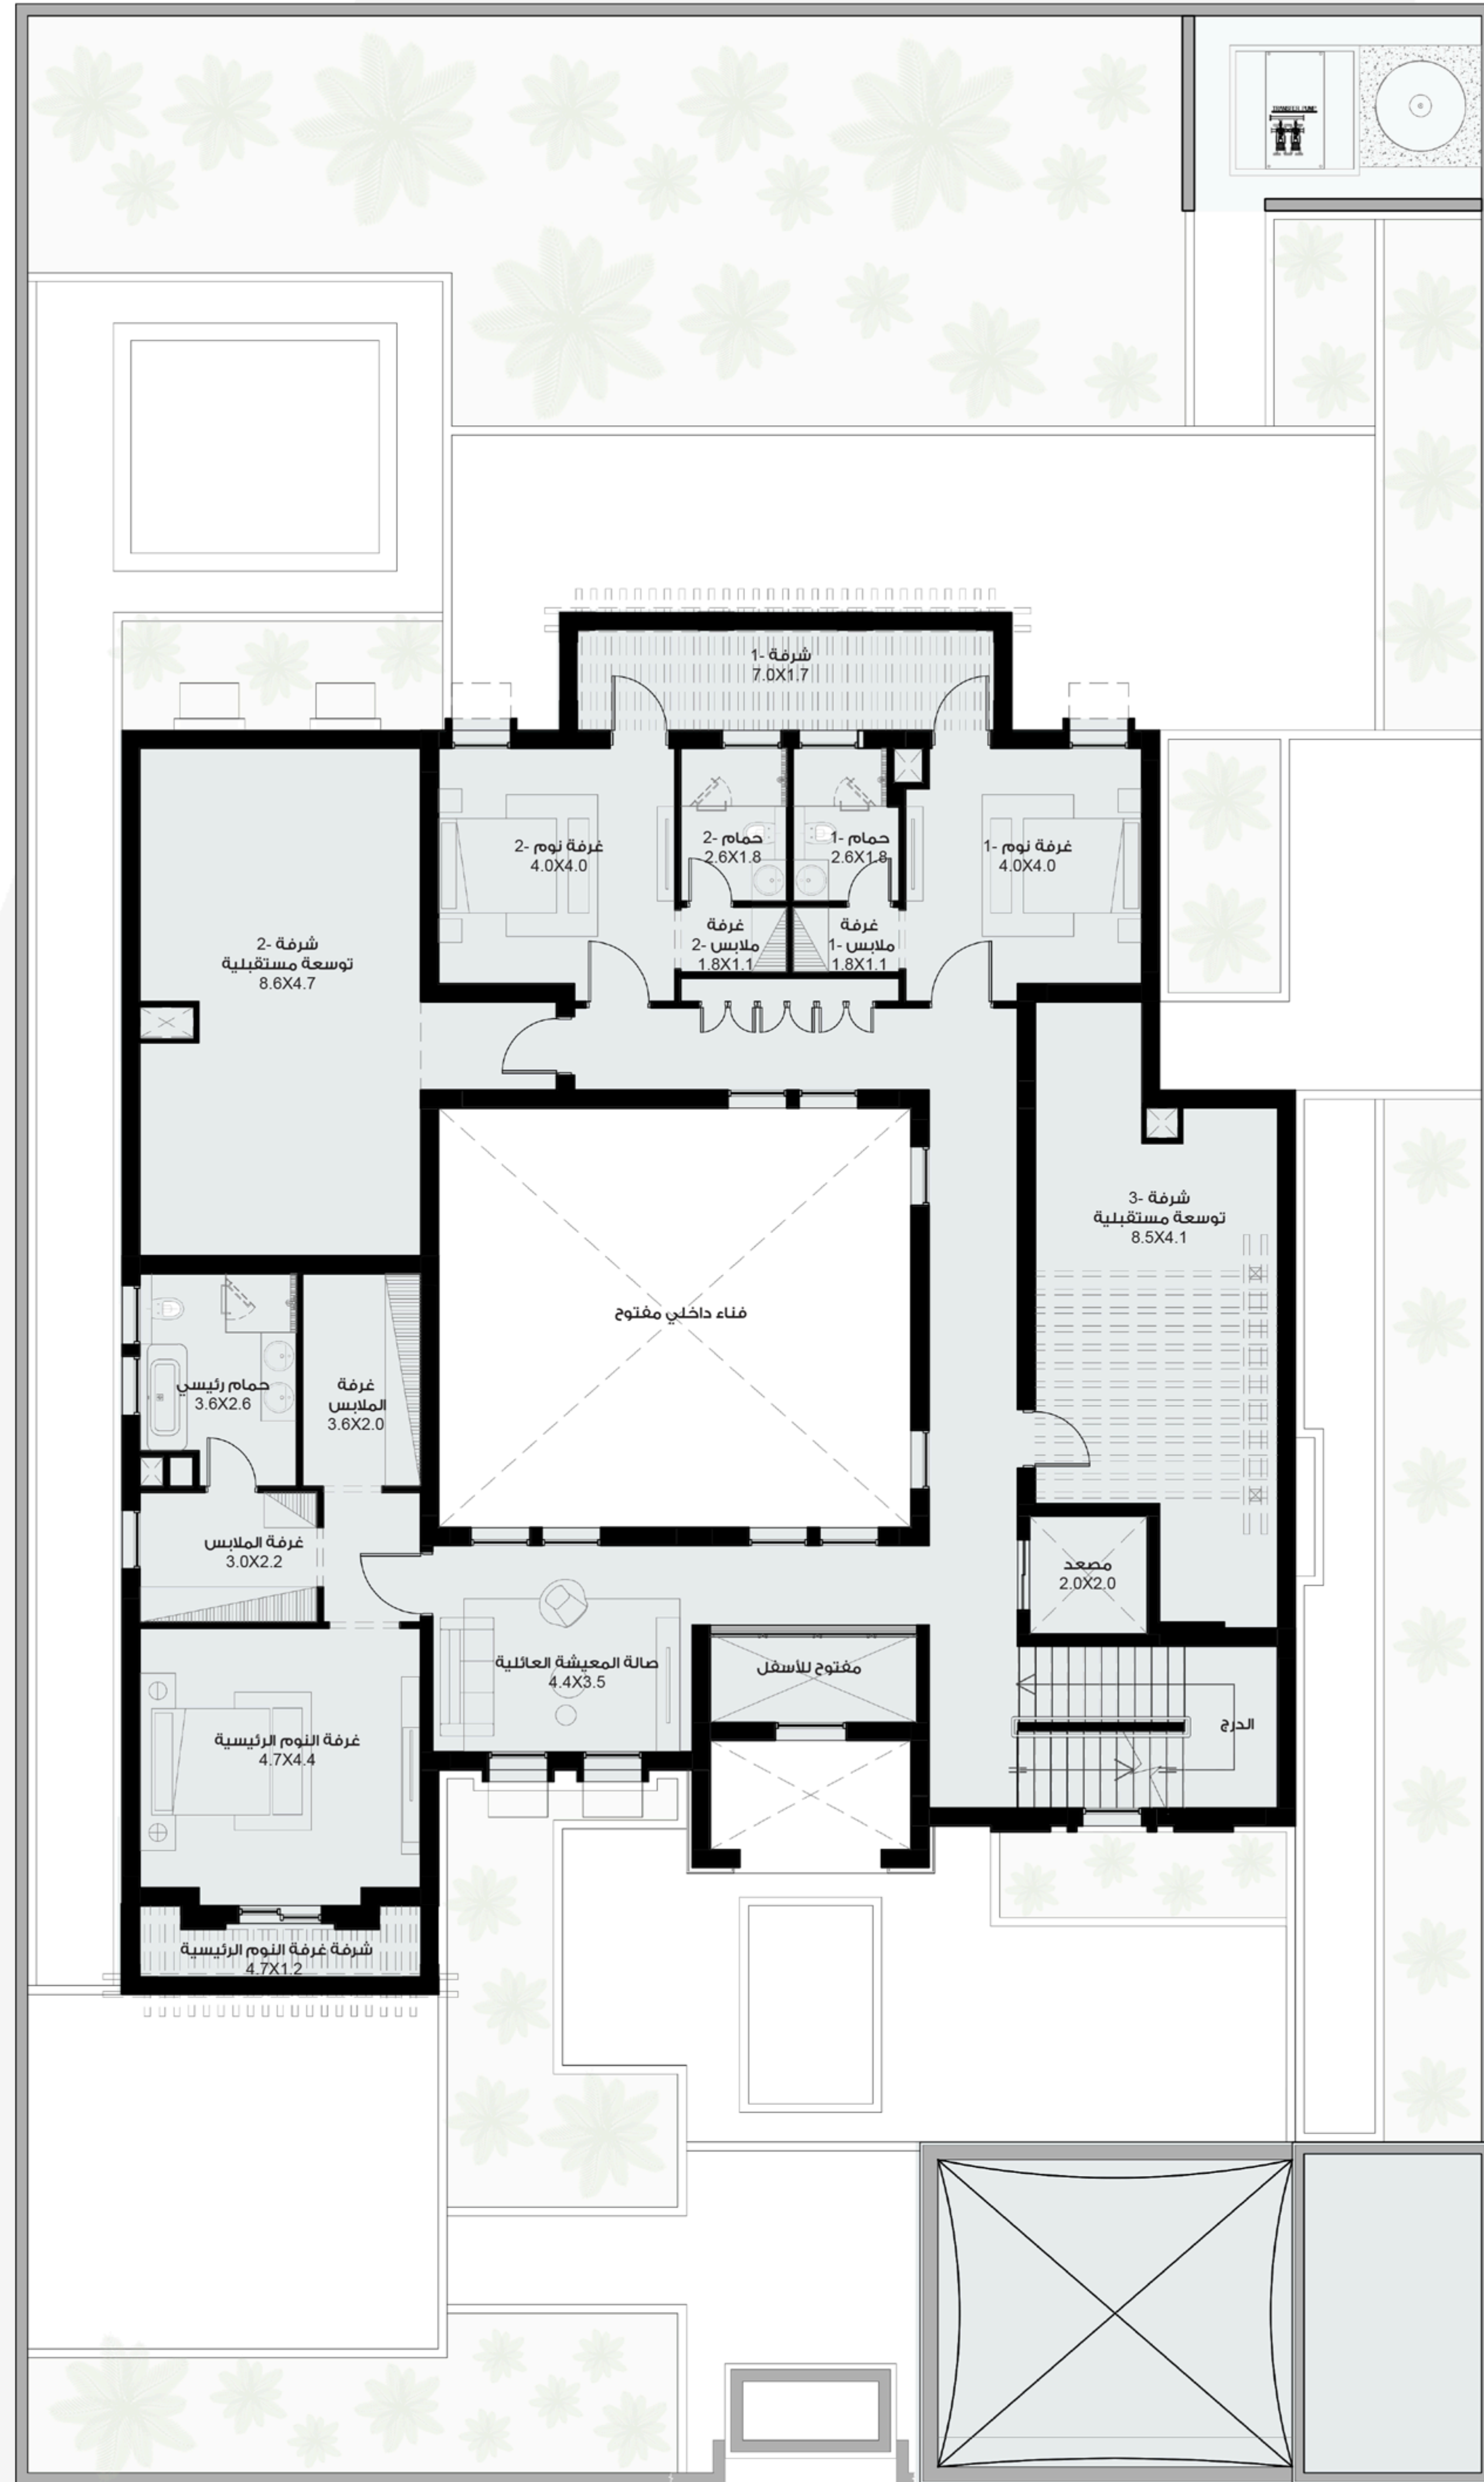 TRANSFER PUMP
شرفة -1
7.0X1.7
غرفة نوم -2
4.0X4.0
حمام -2
2.6X1.8
حمام -1
2.6X1.8
غرفة نوم -1
4.0X4.0
غرفة
ملابس -2
1.8X1.1
غرفة
ملابس -1
1.8X1.1
شرفة -2
توسعة مستقبلية
8.6X4.7
شرفة -3
توسعة مستقبلية
8.5X4.1
فناء داخلي مفتوح
حمام رئيسي
3.6X2.6
غرفة
الملابس
3.6X2.0
غرفة الملابس
3.0X2.2
مصعد
2.0X2.0
صالة المعيشة العائلية
4.4X3.5
مفتوح للأسفل
الدرج
غرفة النوم الرئيسية
4.7X4.4
شرفة غرفة النوم الرئيسية
4.7X1.2